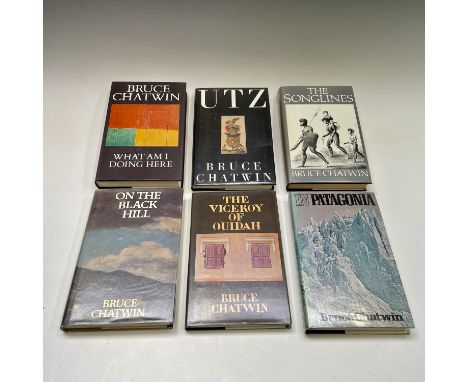 BRUCE
CHATWIN
WHAT AM I
DOING HERE
UTZ
BRUCE
CHATWIN
THE
SONGLINES
BRUCE CHATWIN
ON THE
BLACK
HILL
BRUCE
CHATWIN
THE
VICEROY
OF
OUIDAH
BRUCE
CHATWIN
IN PATAGONIA
Bruce Chatwin